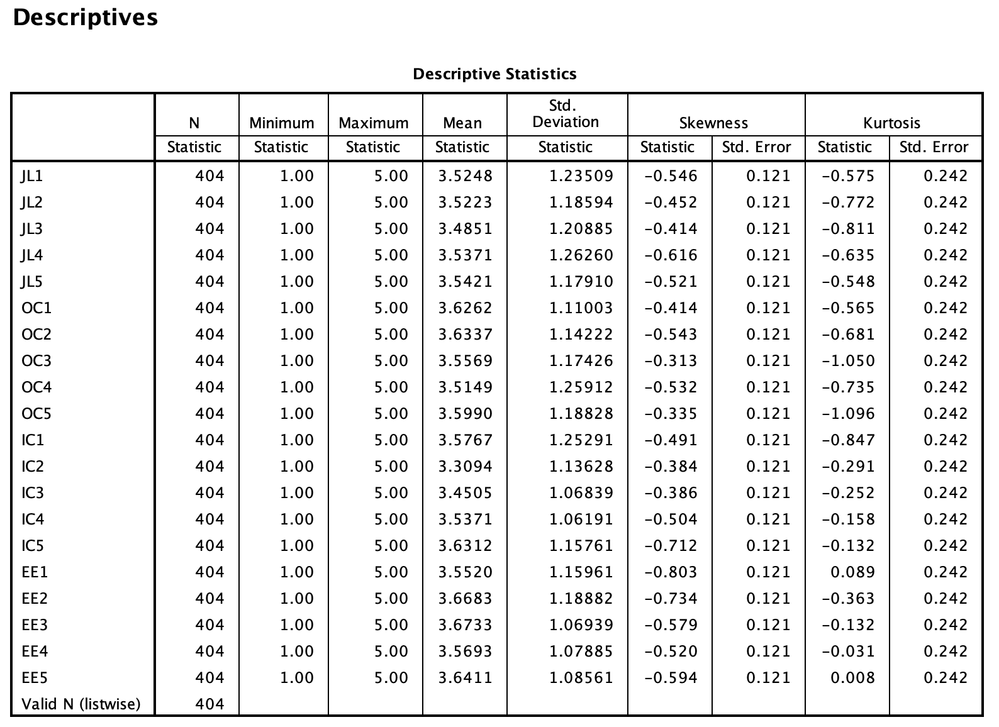 Descriptives
Descriptive Statistics
N Minimum Maximum Mean Std. Deviation Skewness Kurtosis
Statistic Statistic Statistic Statistic Statistic Statistic Std. Error Statistic Std. Error
JL1 404 1.00 5.00 3.5248 1.23509 −0.546 0.121 −0.575 0.242
JL2 404 1.00 5.00 3.5223 1.18594 −0.452 0.121 −0.772 0.242
JL3 404 1.00 5.00 3.4851 1.20885 −0.414 0.121 −0.811 0.242
JL4 404 1.00 5.00 3.5371 1.26260 −0.616 0.121 −0.635 0.242
JL5 404 1.00 5.00 3.5421 1.17910 −0.521 0.121 −0.548 0.242
OC1 404 1.00 5.00 3.6262 1.11003 −0.414 0.121 −0.565 0.242
OC2 404 1.00 5.00 3.6337 1.14222 −0.543 0.121 −0.681 0.242
OC3 404 1.00 5.00 3.5569 1.17426 −0.313 0.121 −1.050 0.242
OC4 404 1.00 5.00 3.5149 1.25912 −0.532 0.121 −0.735 0.242
OC5 404 1.00 5.00 3.5990 1.18828 −0.335 0.121 −1.096 0.242
IC1 404 1.00 5.00 3.5767 1.25291 −0.491 0.121 −0.847 0.242
IC2 404 1.00 5.00 3.3094 1.13628 −0.384 0.121 −0.291 0.242
IC3 404 1.00 5.00 3.4505 1.06839 −0.386 0.121 −0.252 0.242
IC4 404 1.00 5.00 3.5371 1.06191 −0.504 0.121 −0.158 0.242
IC5 404 1.00 5.00 3.6312 1.15761 −0.712 0.121 −0.132 0.242
EE1 404 1.00 5.00 3.5520 1.15961 −0.803 0.121 0.089 0.242
EE2 404 1.00 5.00 3.6683 1.18882 −0.734 0.121 −0.363 0.242
EE3 404 1.00 5.00 3.6733 1.06939 −0.579 0.121 −0.132 0.242
EE4 404 1.00 5.00 3.5693 1.07885 −0.520 0.121 −0.031 0.242
EE5 404 1.00 5.00 3.6411 1.08561 −0.594 0.121 0.008 0.242
Valid N (listwise) 404